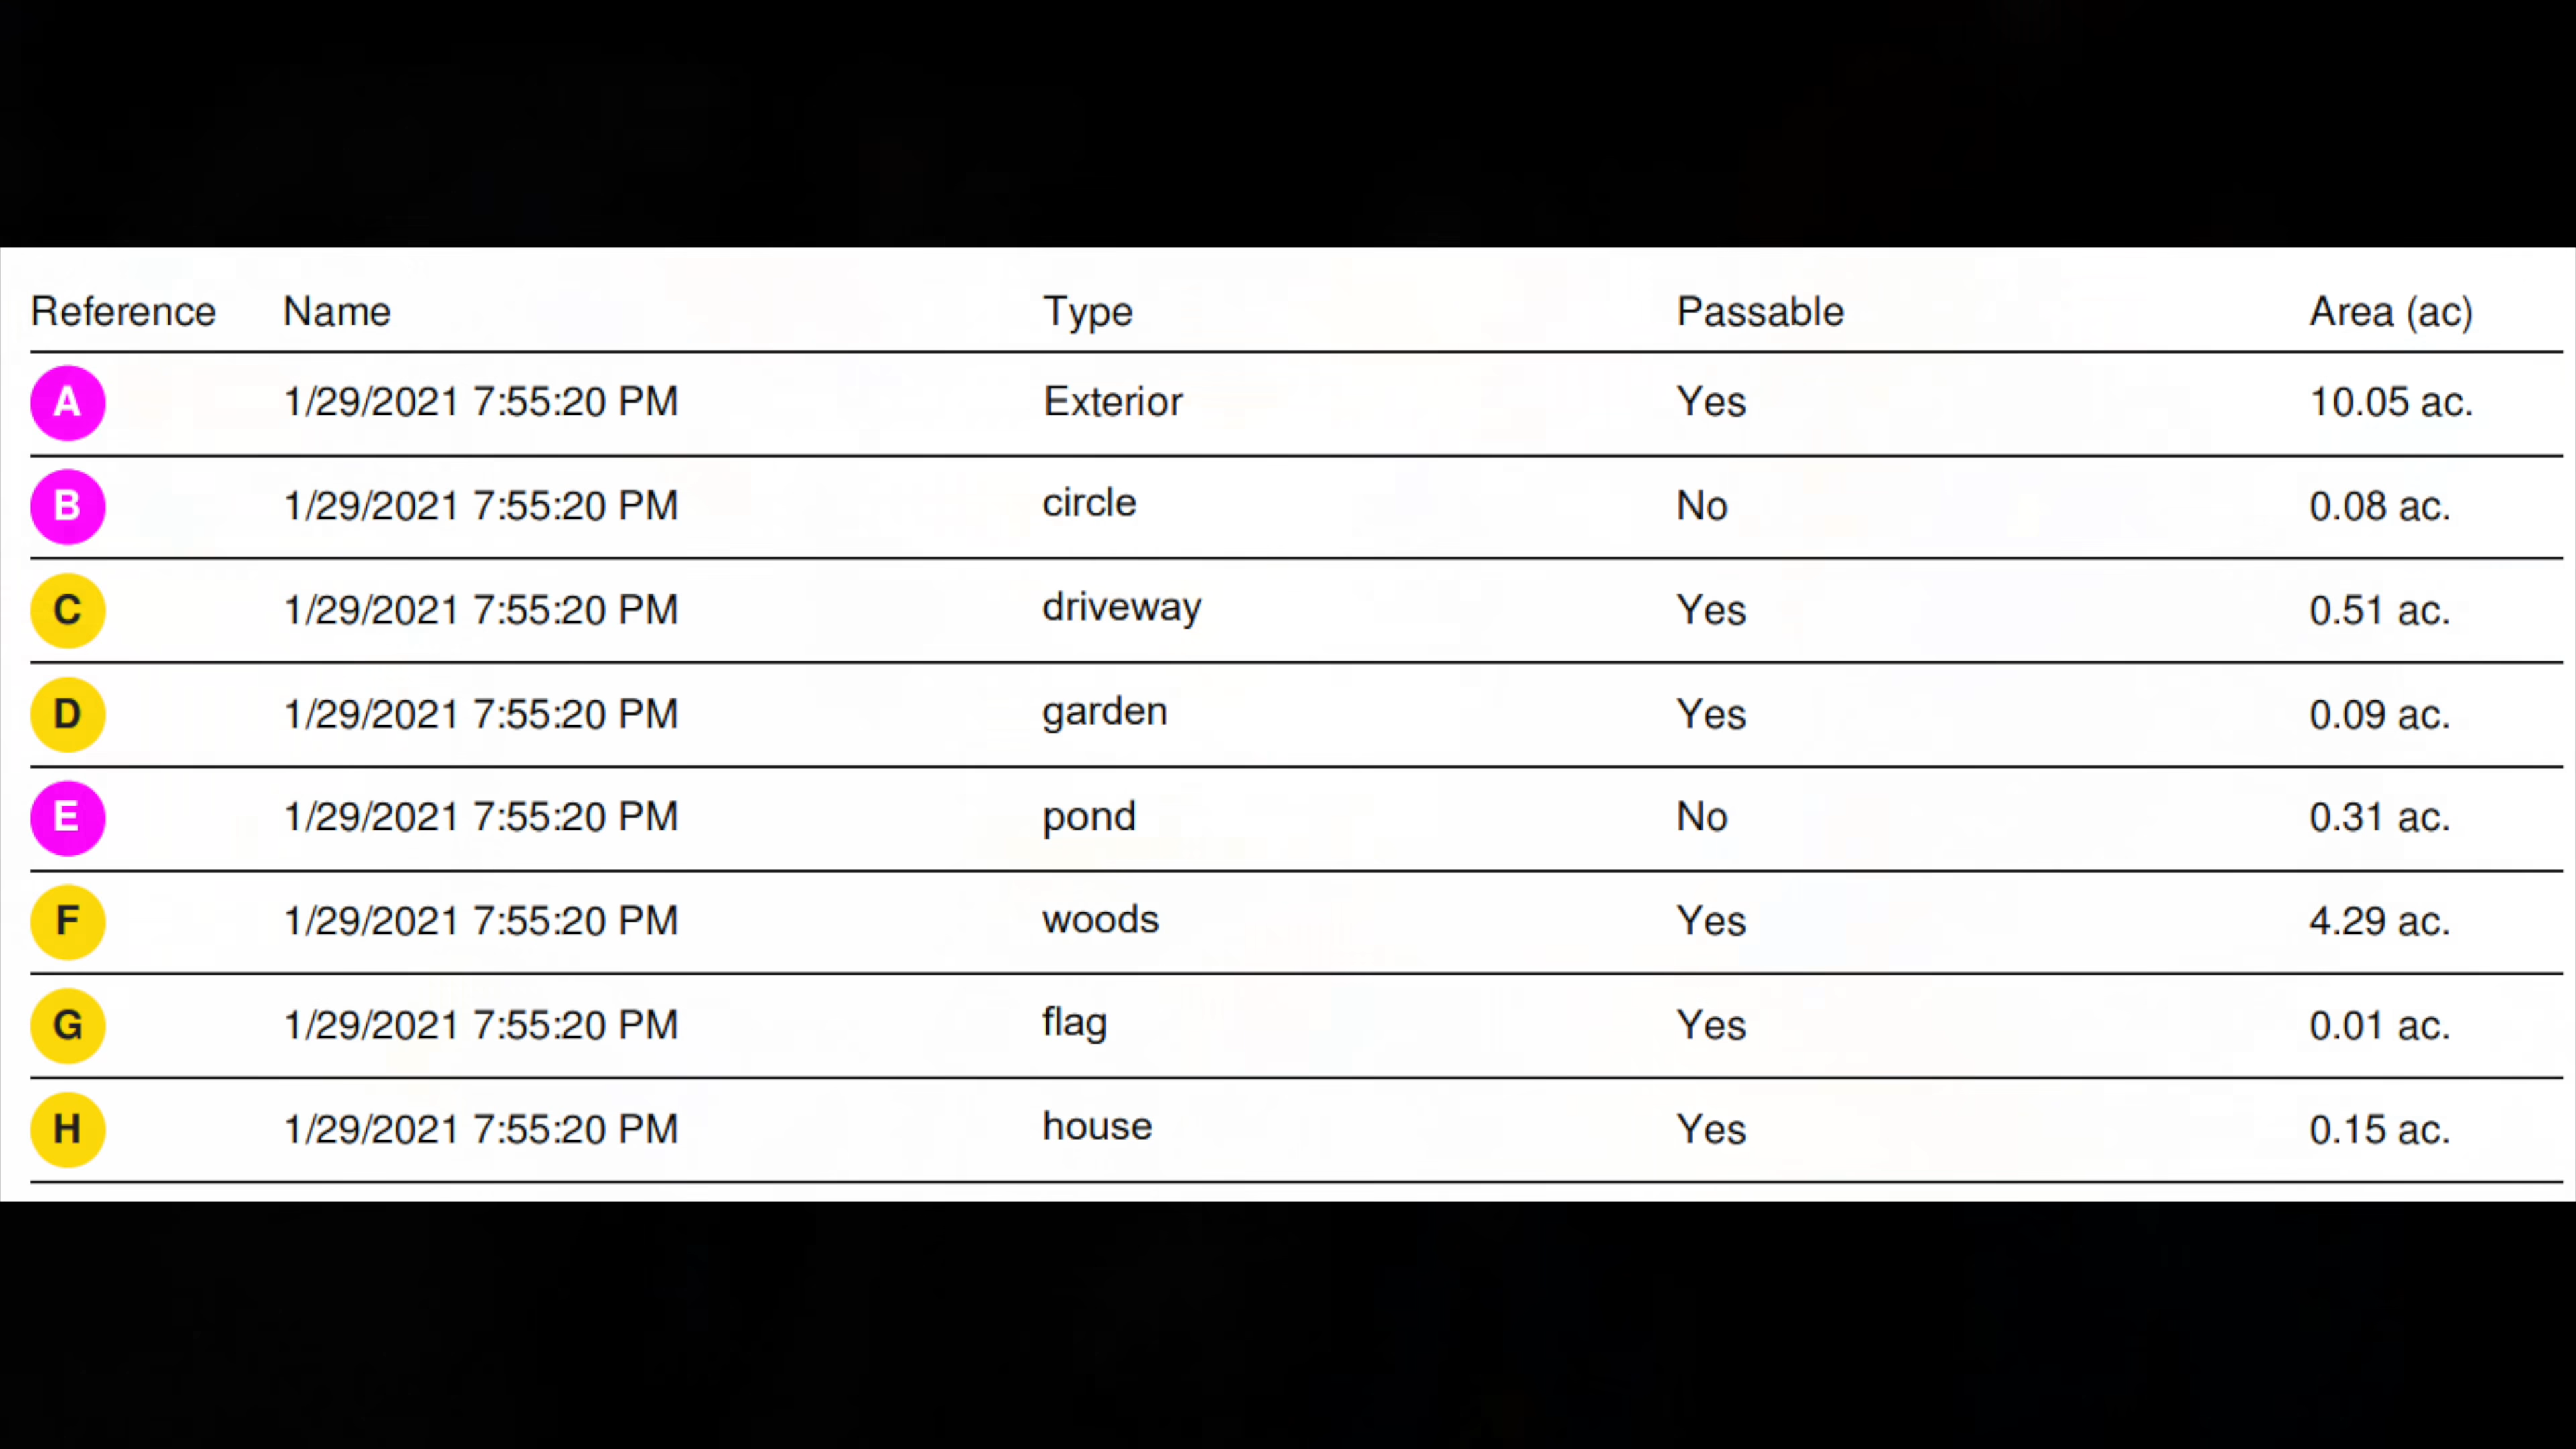 Reference Name Type Passable Area (ac)
A 1/29/2021 7:55:20 PM Exterior Yes 10.05 ac.
B 1/29/2021 7:55:20 PM circle No 0.08 ac.
C 1/29/2021 7:55:20 PM driveway Yes 0.51 ac.
D 1/29/2021 7:55:20 PM garden Yes 0.09 ac.
E 1/29/2021 7:55:20 PM pond No 0.31 ac.
F 1/29/2021 7:55:20 PM woods Yes 4.29 ac.
G 1/29/2021 7:55:20 PM flag Yes 0.01 ac.
H 1/29/2021 7:55:20 PM house Yes 0.15 ac.